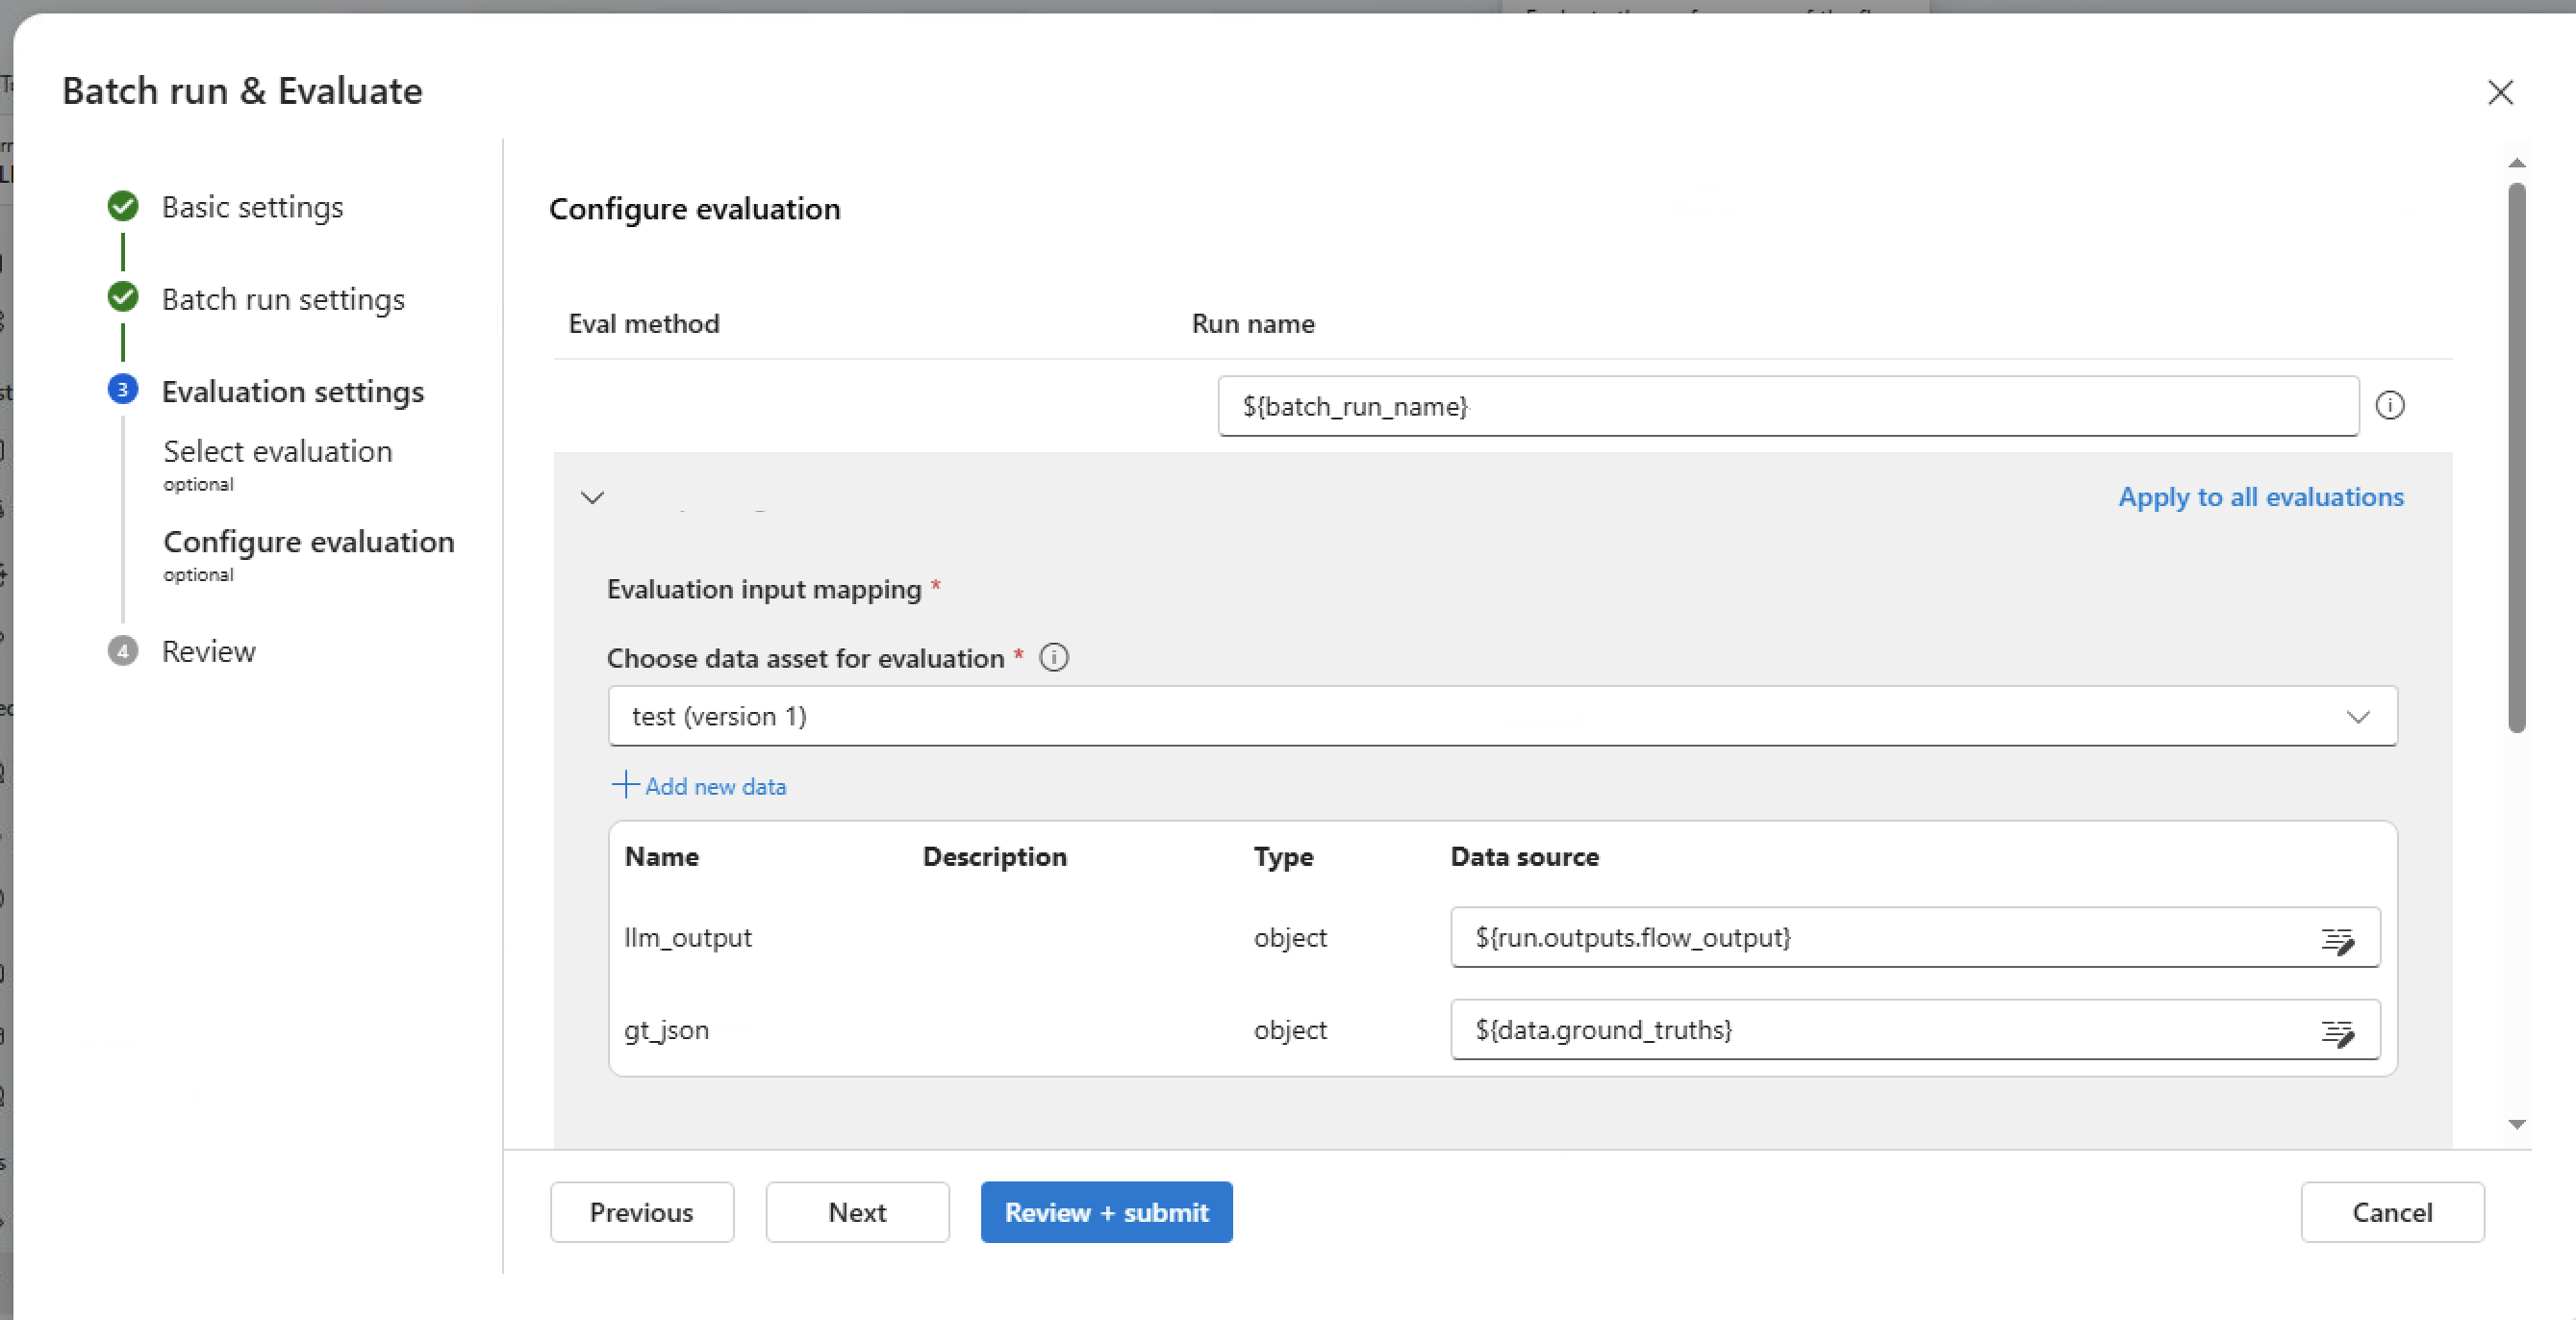 Batch run & Evaluate
Basic settings
Batch run settings
3 Evaluation settings
Select evaluation
optional
Configure evaluation
optional
4 Review
Configure evaluation
Eval method Run name
${batch_run_name}
Apply to all evaluations
Evaluation input mapping *
Choose data asset for evaluation *
test (version 1)
Add new data
Name Description Type Data source
llm_output object ${run.outputs.flow_output}
gt_json object ${data.ground_truths}
Previous Next Review + submit Cancel